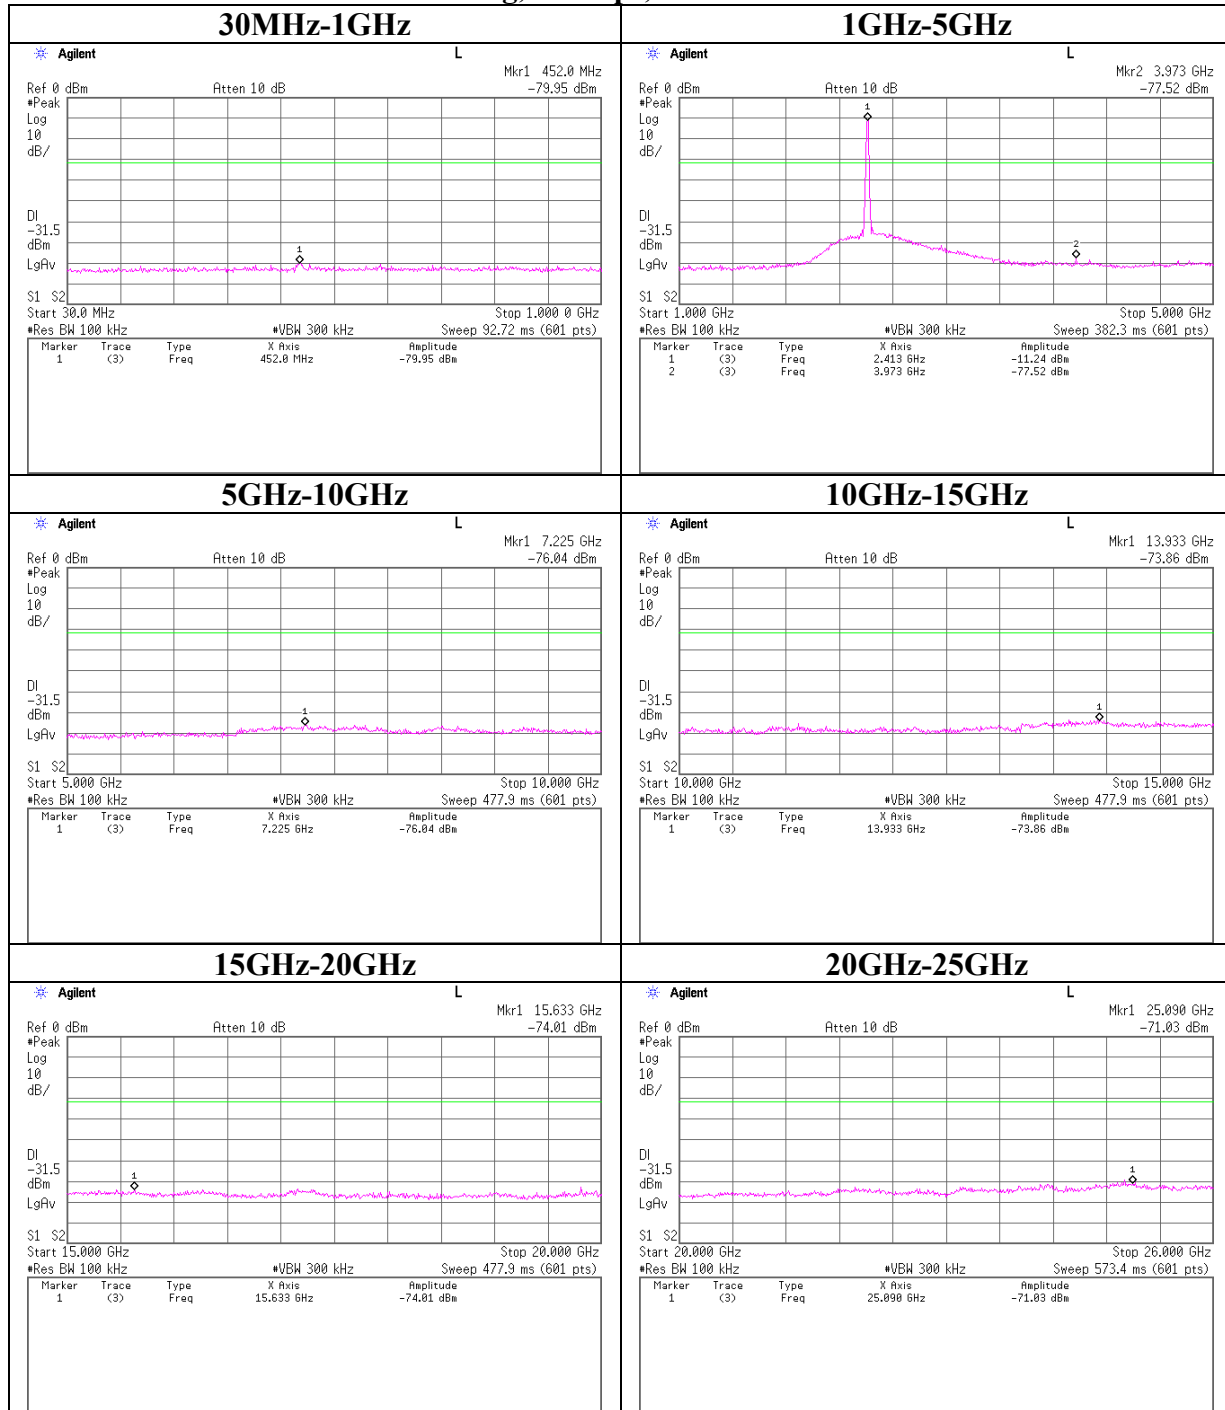 30MHz-1GHz
Agilent L
Mkr1 452.0 MHz
Ref 0 dBm Atten 10 dB -79.95 dBm
#Peak
Log
10
dB/
DI
-31.5
dBm
LgAv
1
S1 S2
Start 30.0 MHz Stop 1.000 0 GHz
#Res BW 100 kHz #VBW 300 kHz Sweep 92.72 ms (601 pts)
Marker Trace Type X Axis Amplitude
1 (3) Freq 452.0 MHz -79.95 dBm
1GHz-5GHz
Agilent L
Mkr2 3.973 GHz
Ref 0 dBm Atten 10 dB -77.52 dBm
#Peak
Log
10
dB/
1
DI
-31.5
dBm
LgAv
2
S1 S2
Start 1.000 GHz Stop 5.000 GHz
#Res BW 100 kHz #VBW 300 kHz Sweep 382.3 ms (601 pts)
Marker Trace Type X Axis Amplitude
1 (3) Freq 2.413 GHz -11.24 dBm
2 (3) Freq 3.973 GHz -77.52 dBm
5GHz-10GHz
Agilent L
Mkr1 7.225 GHz
Ref 0 dBm Atten 10 dB -76.04 dBm
#Peak
Log
10
dB/
DI
-31.5
dBm
LgAv
1
S1 S2
Start 5.000 GHz Stop 10.000 GHz
#Res BW 100 kHz #VBW 300 kHz Sweep 477.9 ms (601 pts)
Marker Trace Type X Axis Amplitude
1 (3) Freq 7.225 GHz -76.04 dBm
10GHz-15GHz
Agilent L
Mkr1 13.933 GHz
Ref 0 dBm Atten 10 dB -73.86 dBm
#Peak
Log
10
dB/
DI
-31.5
dBm
LgAv
1
S1 S2
Start 10.000 GHz Stop 15.000 GHz
#Res BW 100 kHz #VBW 300 kHz Sweep 477.9 ms (601 pts)
Marker Trace Type X Axis Amplitude
1 (3) Freq 13.933 GHz -73.86 dBm
15GHz-20GHz
Agilent L
Mkr1 15.633 GHz
Ref 0 dBm Atten 10 dB -74.01 dBm
#Peak
Log
10
dB/
DI
-31.5
dBm
LgAv
1
S1 S2
Start 15.000 GHz Stop 20.000 GHz
#Res BW 100 kHz #VBW 300 kHz Sweep 477.9 ms (601 pts)
Marker Trace Type X Axis Amplitude
1 (3) Freq 15.633 GHz -74.01 dBm
20GHz-25GHz
Agilent L
Mkr1 25.090 GHz
Ref 0 dBm Atten 10 dB -71.03 dBm
#Peak
Log
10
dB/
DI
-31.5
dBm
LgAv
1
S1 S2
Start 20.000 GHz Stop 26.000 GHz
#Res BW 100 kHz #VBW 300 kHz Sweep 573.4 ms (601 pts)
Marker Trace Type X Axis Amplitude
1 (3) Freq 25.090 GHz -71.03 dBm